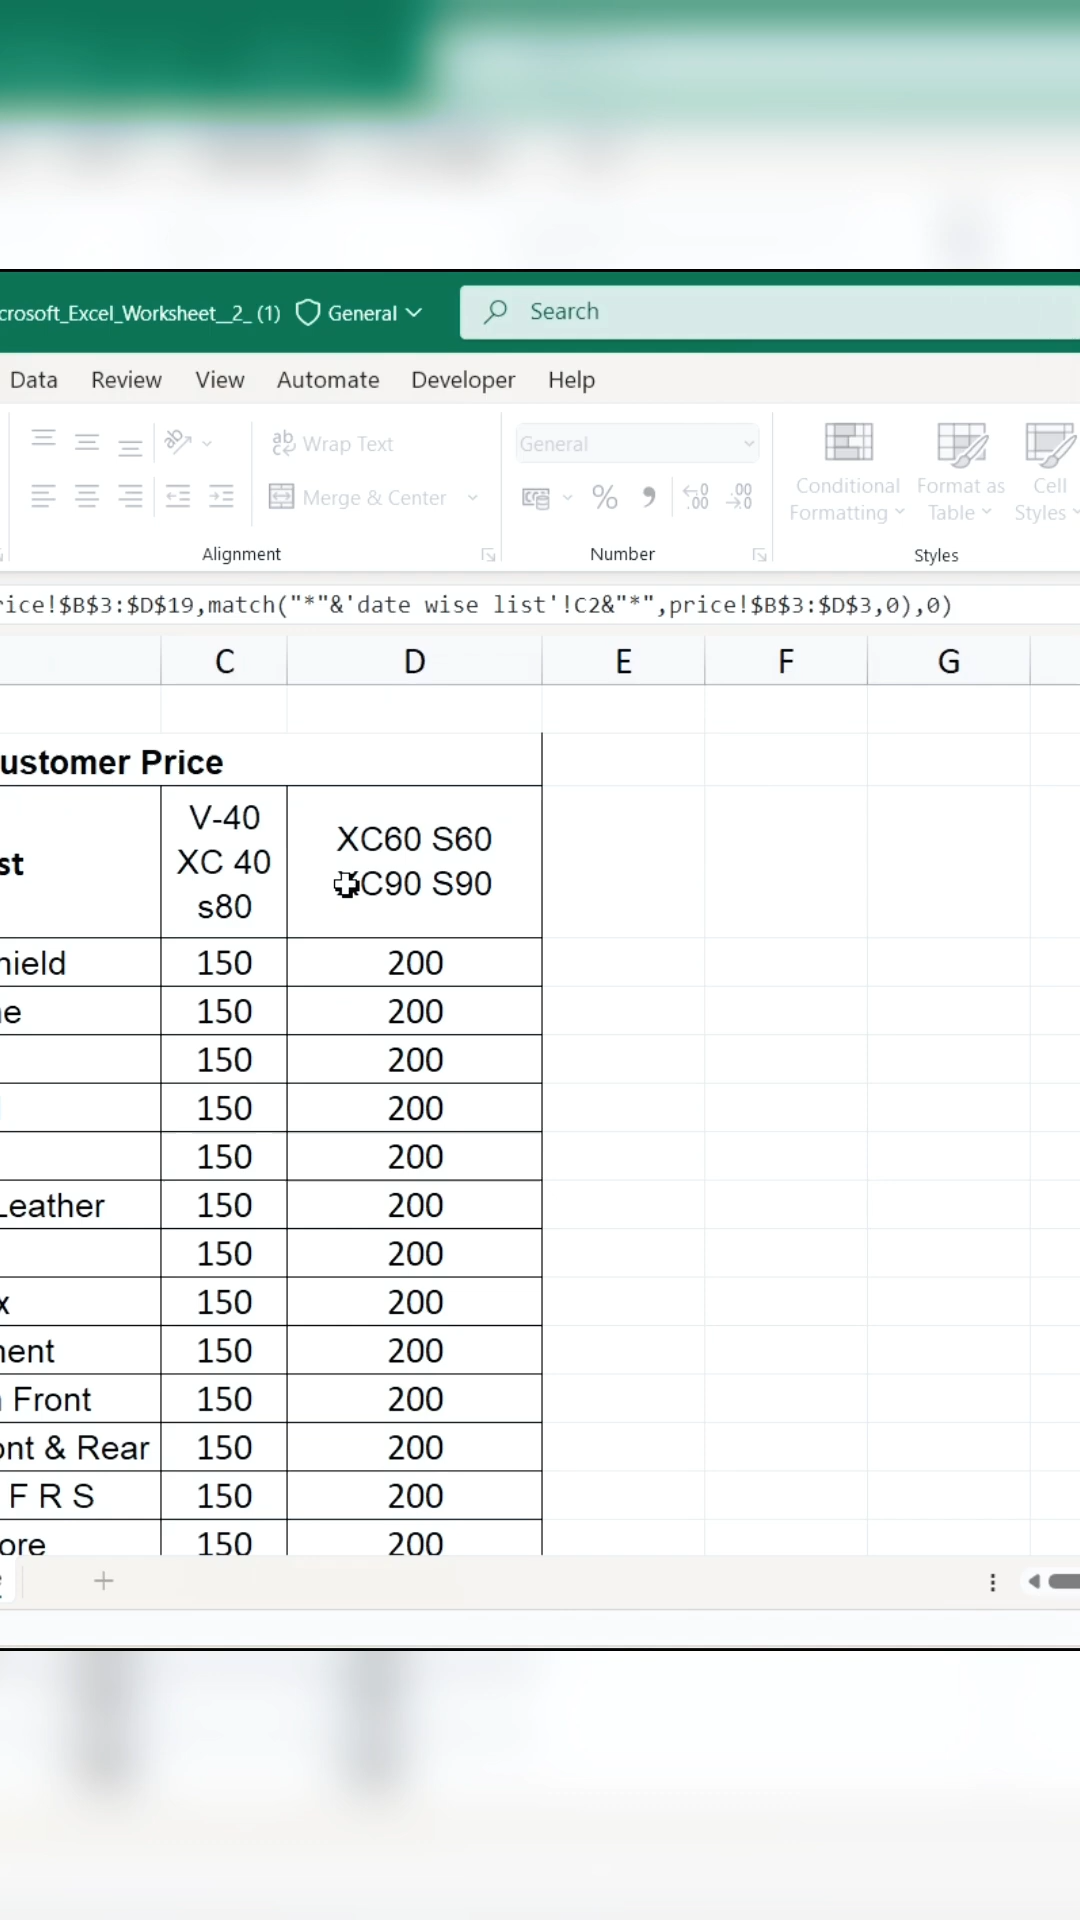 crosoft_Excel_Worksheet__2_ (1) General Search
Data Review View Automate Developer Help
Wrap Text General
Merge & Center
Conditional Formatting
Format as Table
Cell Styles
Alignment Number Styles
rice!$B$3:$D$19,match("*"&'date wise list'!C2&"*",price!$B$3:$D$3,0),0)
C D E F G
ustomer Price
st
V-40
XC 40
s80
XC60 S60
XC90 S90
hield 150 200
ne 150 200
150 200
150 200
150 200
Leather 150 200
150 200
x 150 200
nent 150 200
Front 150 200
ont & Rear 150 200
F R S 150 200
ore 150 200